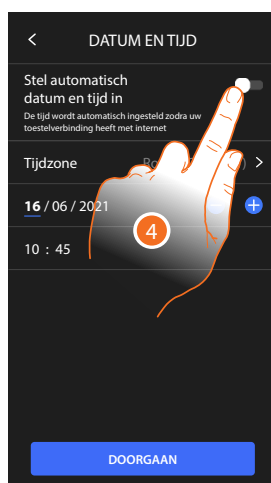 DATUM EN TIJD
Stel automatisch
datum en tijd in
De tijd wordt automatisch ingesteld zodra uw
toestelverbinding heeft met internet
Tijdzone
16 / 06 / 2021
4
10 : 45
DOORGAAN